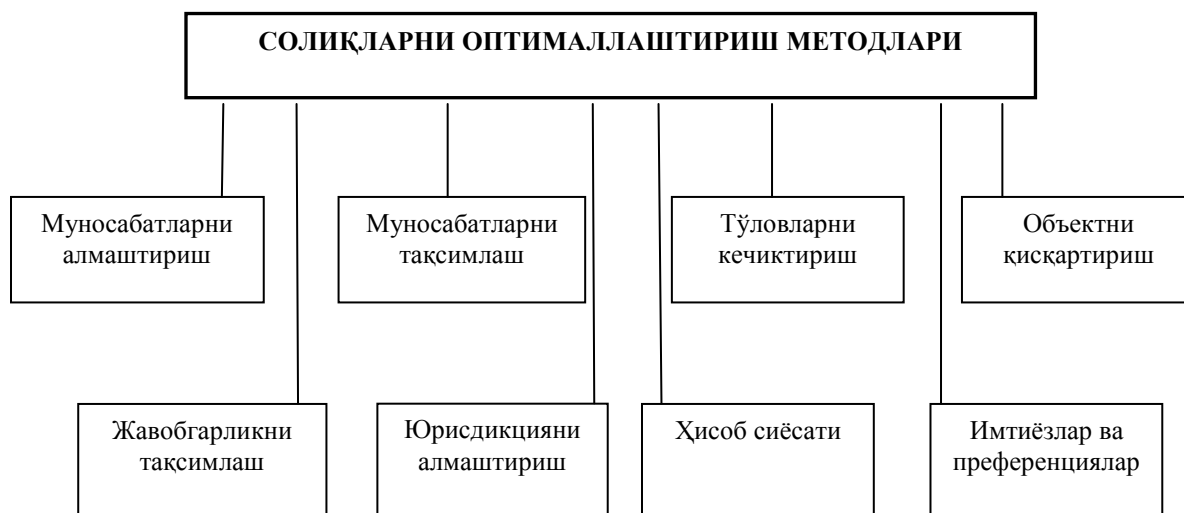 СОЛИҚЛАРНИ ОПТИМАЛЛАШТИРИШ МЕТОДЛАРИ
Муносабатларни
алмаштириш
Муносабатларни
тақсимлаш
Тўловларни
кечиктириш
Объектни
қисқартириш
Жавобгарликни
тақсимлаш
Юрисдикцияни
алмаштириш
Ҳисоб сиёсати
Имтиёзлар ва
преференциялар